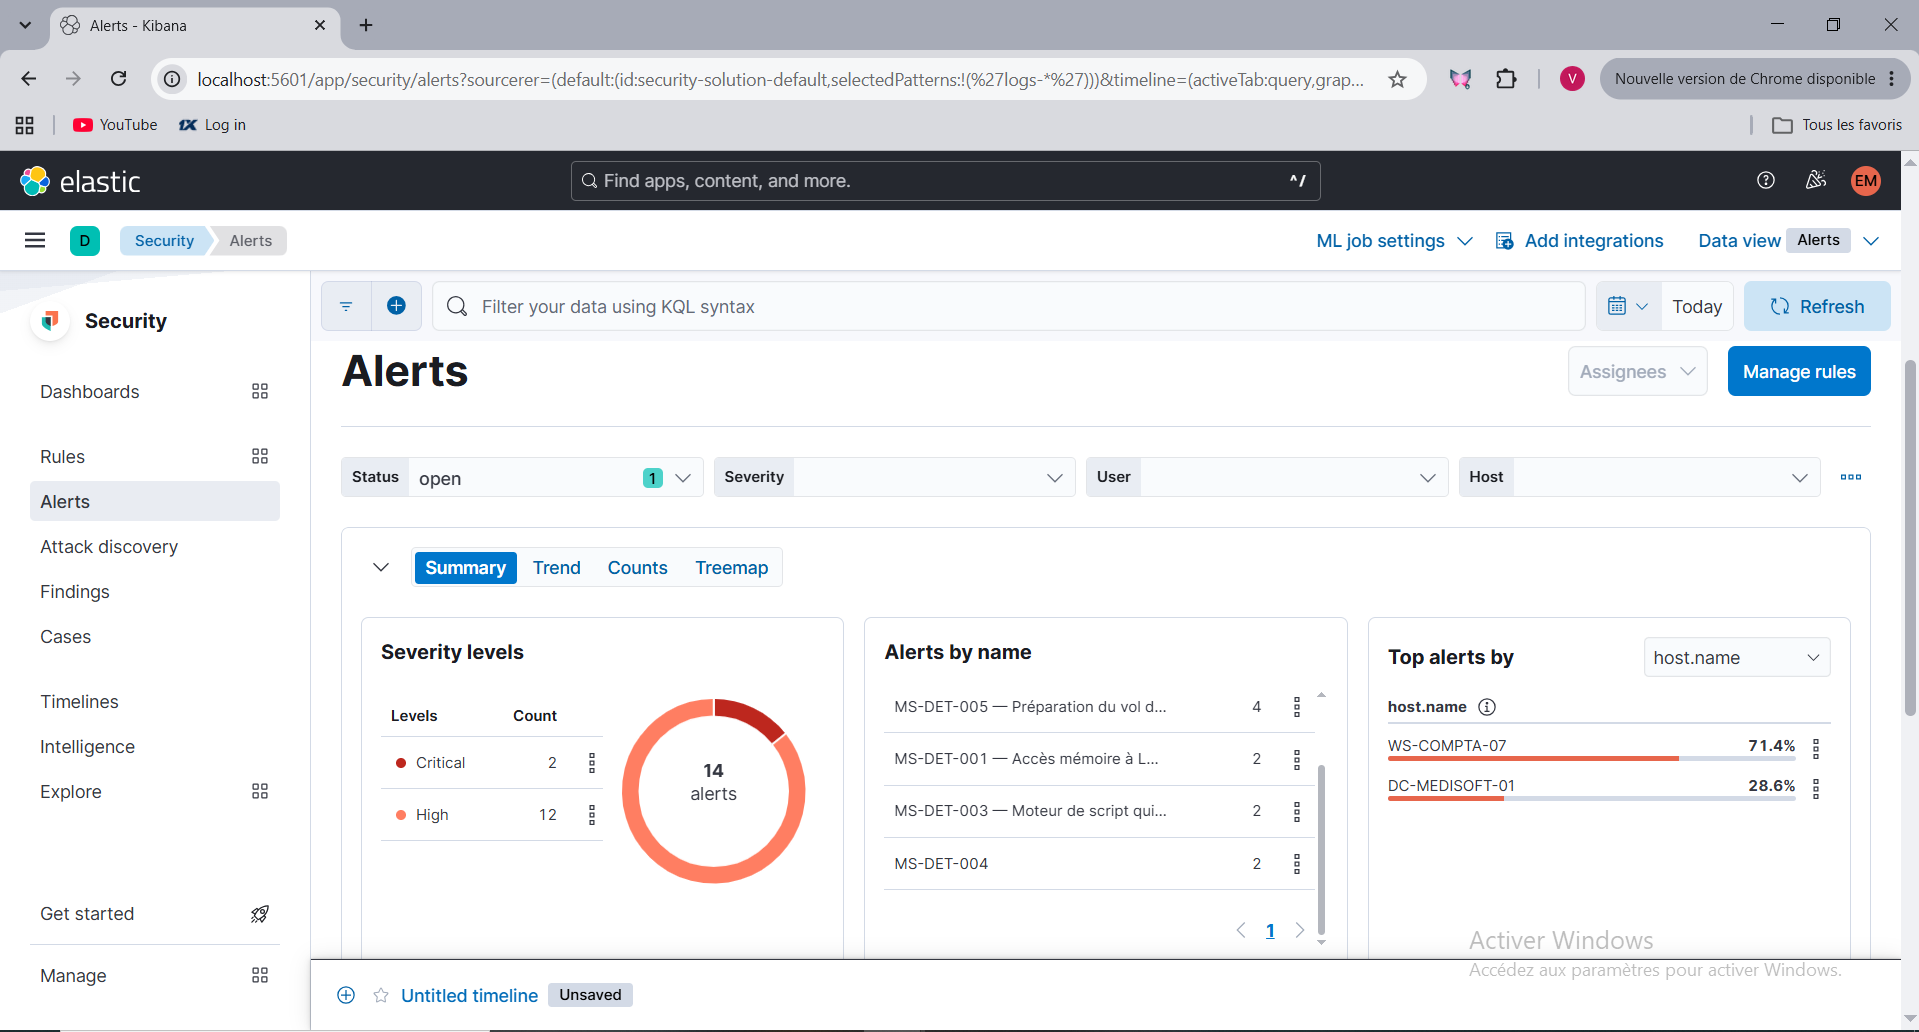 Alerts - Kibana
localhost:5601/app/security/alerts?sourcerer=(default:(id:security-solution-default,selectedPatterns:!(%27logs-*%27)))&timeline=(activeTab:query,grap...
V
Nouvelle version de Chrome disponible
YouTube
Log in
Tous les favoris
elastic
Find apps, content, and more.
^/
EM
D
Security
Alerts
ML job settings
Add integrations
Data view
Alerts
Security
Dashboards
Rules
Alerts
Attack discovery
Findings
Cases
Timelines
Intelligence
Explore
Get started
Manage
Filter your data using KQL syntax
Today
Refresh
Alerts
Assignees
Manage rules
Status
open
1
Severity
User
Host
Summary
Trend
Counts
Treemap
Severity levels
Levels Count
Critical 2
High 12
14
alerts
Alerts by name
MS-DET-005 — Préparation du vol d... 4
MS-DET-001 — Accès mémoire à L... 2
MS-DET-003 — Moteur de script qui... 2
MS-DET-004 2
1
Top alerts by
host.name
host.name
WS-COMPTA-07 71.4%
DC-MEDISOFT-01 28.6%
Activer Windows
Accédez aux paramètres pour activer Windows.
Untitled timeline
Unsaved